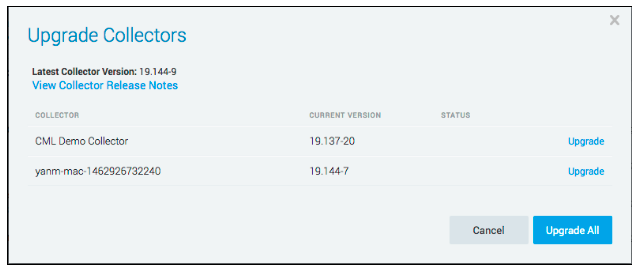 Upgrade Collectors
Latest Collector Version: 19.144-9
View Collector Release Notes
COLLECTOR CURRENT VERSION STATUS
CML Demo Collector 19.137-20 Upgrade
yanm-mac-1462926732240 19.144-7 Upgrade
Cancel Upgrade All